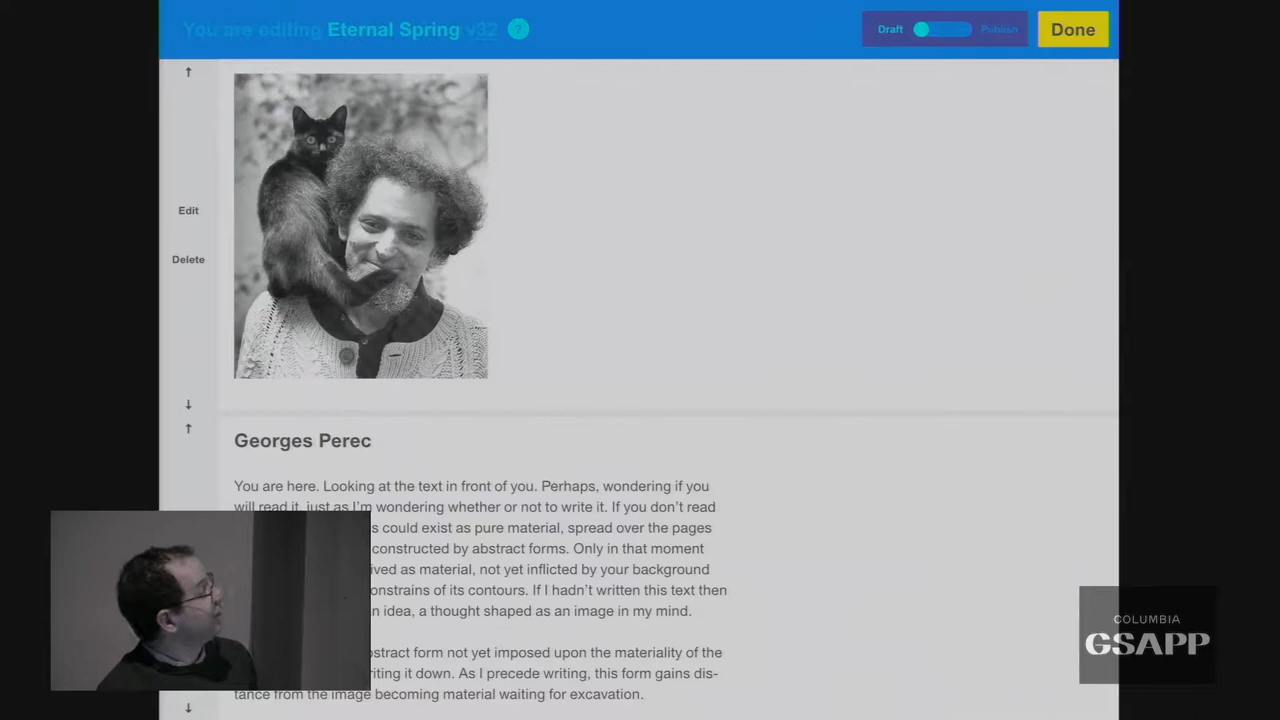 You are editing Eternal Spring v32 ?
Draft Publish
Done
↑
Edit
Delete
↓
↑
Georges Perec
You are here. Looking at the text in front of you. Perhaps, wondering if you
will read it, just as I'm wondering whether or not to write it. If you don't read
s could exist as pure material, spread over the pages
constructed by abstract forms. Only in that moment
ived as material, not yet inflicted by your background
onstrains of its contours. If I hadn't written this text then
n idea, a thought shaped as an image in my mind.
stract form not yet imposed upon the materiality of the
riting it down. As I precede writing, this form gains dis-
tance from the image becoming material waiting for excavation.
↓
COLUMBIA
GSAPP